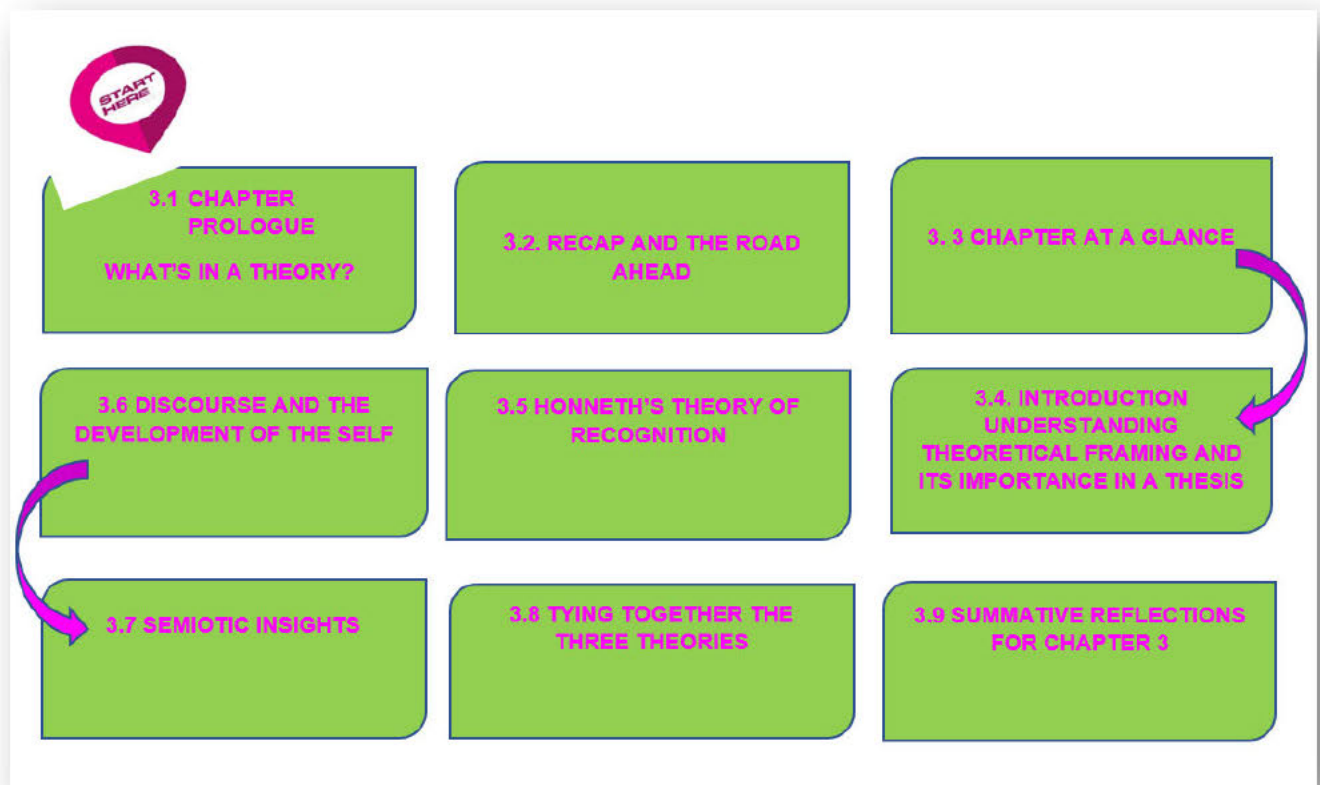 START
HERE
3.1 CHAPTER
PROLOGUE
WHAT'S IN A THEORY?
3.2. RECAP AND THE ROAD
AHEAD
3. 3 CHAPTER AT A GLANCE
3.4. INTRODUCTION
UNDERSTANDING
THEORETICAL FRAMING AND
ITS IMPORTANCE IN A THESIS
3.5 HONNETH'S THEORY OF
RECOGNITION
3.6 DISCOURSE AND THE
DEVELOPMENT OF THE SELF
3.7 SEMIOTIC INSIGHTS
3.8 TYING TOGETHER THE
THREE THEORIES
3.9 SUMMATIVE REFLECTIONS
FOR CHAPTER 3